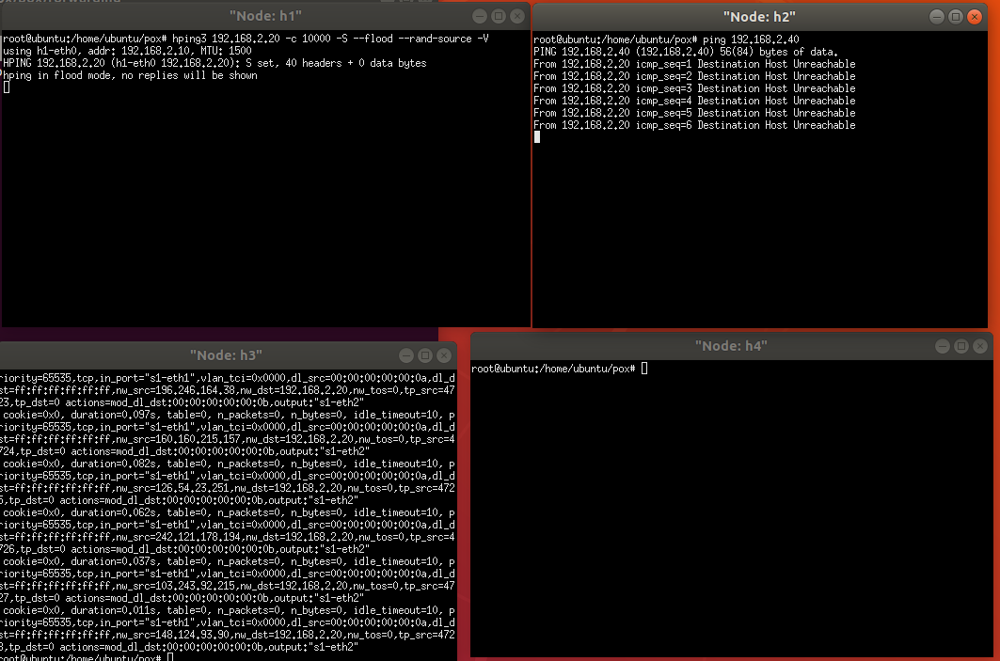 "Node: h1"
root@ubuntu:/home/ubuntu/pox# hping3 192.168.2.20 -c 10000 -S --flood --rand-source -V
using h1-eth0, addr: 192.168.2.10, MTU: 1500
HPING 192.168.2.20 (h1-eth0 192.168.2.20): S set, 40 headers + 0 data bytes
hping in flood mode, no replies will be shown
"Node: h2"
root@ubuntu:/home/ubuntu/pox# ping 192.168.2.40
PING 192.168.2.40 (192.168.2.40) 56(84) bytes of data.
From 192.168.2.20 icmp_seq=1 Destination Host Unreachable
From 192.168.2.20 icmp_seq=2 Destination Host Unreachable
From 192.168.2.20 icmp_seq=3 Destination Host Unreachable
From 192.168.2.20 icmp_seq=4 Destination Host Unreachable
From 192.168.2.20 icmp_seq=5 Destination Host Unreachable
From 192.168.2.20 icmp_seq=6 Destination Host Unreachable
"Node: h3"
riority=65535,tcp,in_port="s1-eth1",vlan_tci=0x0000,dl_src=00:00:00:00:00:0a,dl_d
st=ff:ff:ff:ff:ff:ff,nw_src=196.246.164.38,nw_dst=192.168.2.20,nw_tos=0,tp_src=47
23,tp_dst=0 actions=mod_dl_dst:00:00:00:00:00:0b,output:"s1-eth2"
cookie=0x0, duration=0.097s, table=0, n_packets=0, n_bytes=0, idle_timeout=10, p
riority=65535,tcp,in_port="s1-eth1",vlan_tci=0x0000,dl_src=00:00:00:00:00:0a,dl_d
st=ff:ff:ff:ff:ff:ff,nw_src=160.160.215.157,nw_dst=192.168.2.20,nw_tos=0,tp_src=4
724,tp_dst=0 actions=mod_dl_dst:00:00:00:00:00:0b,output:"s1-eth2"
cookie=0x0, duration=0.082s, table=0, n_packets=0, n_bytes=0, idle_timeout=10, p
riority=65535,tcp,in_port="s1-eth1",vlan_tci=0x0000,dl_src=00:00:00:00:00:0a,dl_d
st=ff:ff:ff:ff:ff:ff,nw_src=126.54.23.251,nw_dst=192.168.2.20,nw_tos=0,tp_src=472
5,tp_dst=0 actions=mod_dl_dst:00:00:00:00:00:0b,output:"s1-eth2"
cookie=0x0, duration=0.062s, table=0, n_packets=0, n_bytes=0, idle_timeout=10, p
riority=65535,tcp,in_port="s1-eth1",vlan_tci=0x0000,dl_src=00:00:00:00:00:0a,dl_d
st=ff:ff:ff:ff:ff:ff,nw_src=242.121.178.194,nw_dst=192.168.2.20,nw_tos=0,tp_src=4
726,tp_dst=0 actions=mod_dl_dst:00:00:00:00:00:0b,output:"s1-eth2"
cookie=0x0, duration=0.037s, table=0, n_packets=0, n_bytes=0, idle_timeout=10, p
riority=65535,tcp,in_port="s1-eth1",vlan_tci=0x0000,dl_src=00:00:00:00:00:0a,dl_d
st=ff:ff:ff:ff:ff:ff,nw_src=103.243.92.215,nw_dst=192.168.2.20,nw_tos=0,tp_src=47
27,tp_dst=0 actions=mod_dl_dst:00:00:00:00:00:0b,output:"s1-eth2"
cookie=0x0, duration=0.011s, table=0, n_packets=0, n_bytes=0, idle_timeout=10, p
riority=65535,tcp,in_port="s1-eth1",vlan_tci=0x0000,dl_src=00:00:00:00:00:0a,dl_d
st=ff:ff:ff:ff:ff:ff,nw_src=148.124.93.90,nw_dst=192.168.2.20,nw_tos=0,tp_src=472
8,tp_dst=0 actions=mod_dl_dst:00:00:00:00:00:0b,output:"s1-eth2"
root@ubuntu:/home/ubuntu/pox#
"Node: h4"
root@ubuntu:/home/ubuntu/pox#